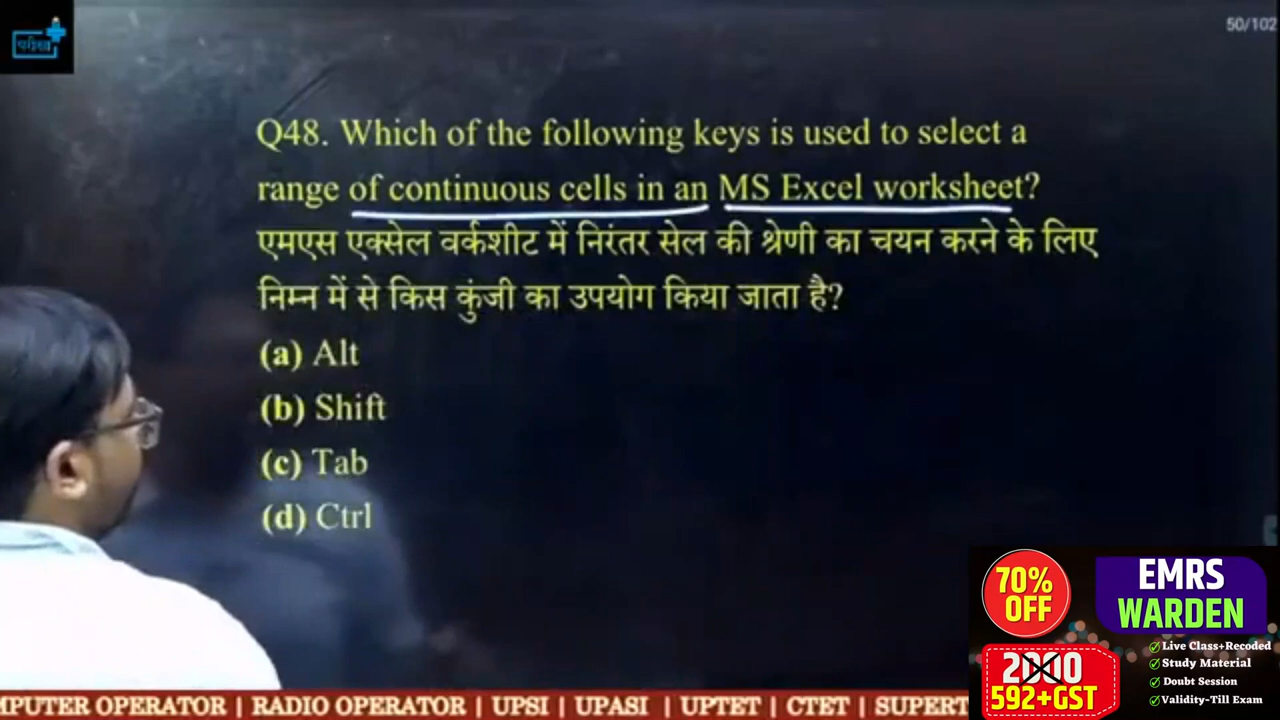 परीक्षा
50/102
Q48. Which of the following keys is used to select a
range of continuous cells in an MS Excel worksheet?
एमएस एक्सेल वर्कशीट में निरंतर सेल की श्रेणी का चयन करने के लिए
निम्न में से किस कुंजी का उपयोग किया जाता है?
(a) Alt
(b) Shift
(c) Tab
(d) Ctrl
70%
OFF
2000
592+GST
EMRS
WARDEN
Live Class+Recoded
Study Material
Doubt Session
Validity-Till Exam
MPUTER OPERATOR | RADIO OPERATOR | UPSI | UPASI | UPTET | CTET | SUPERT